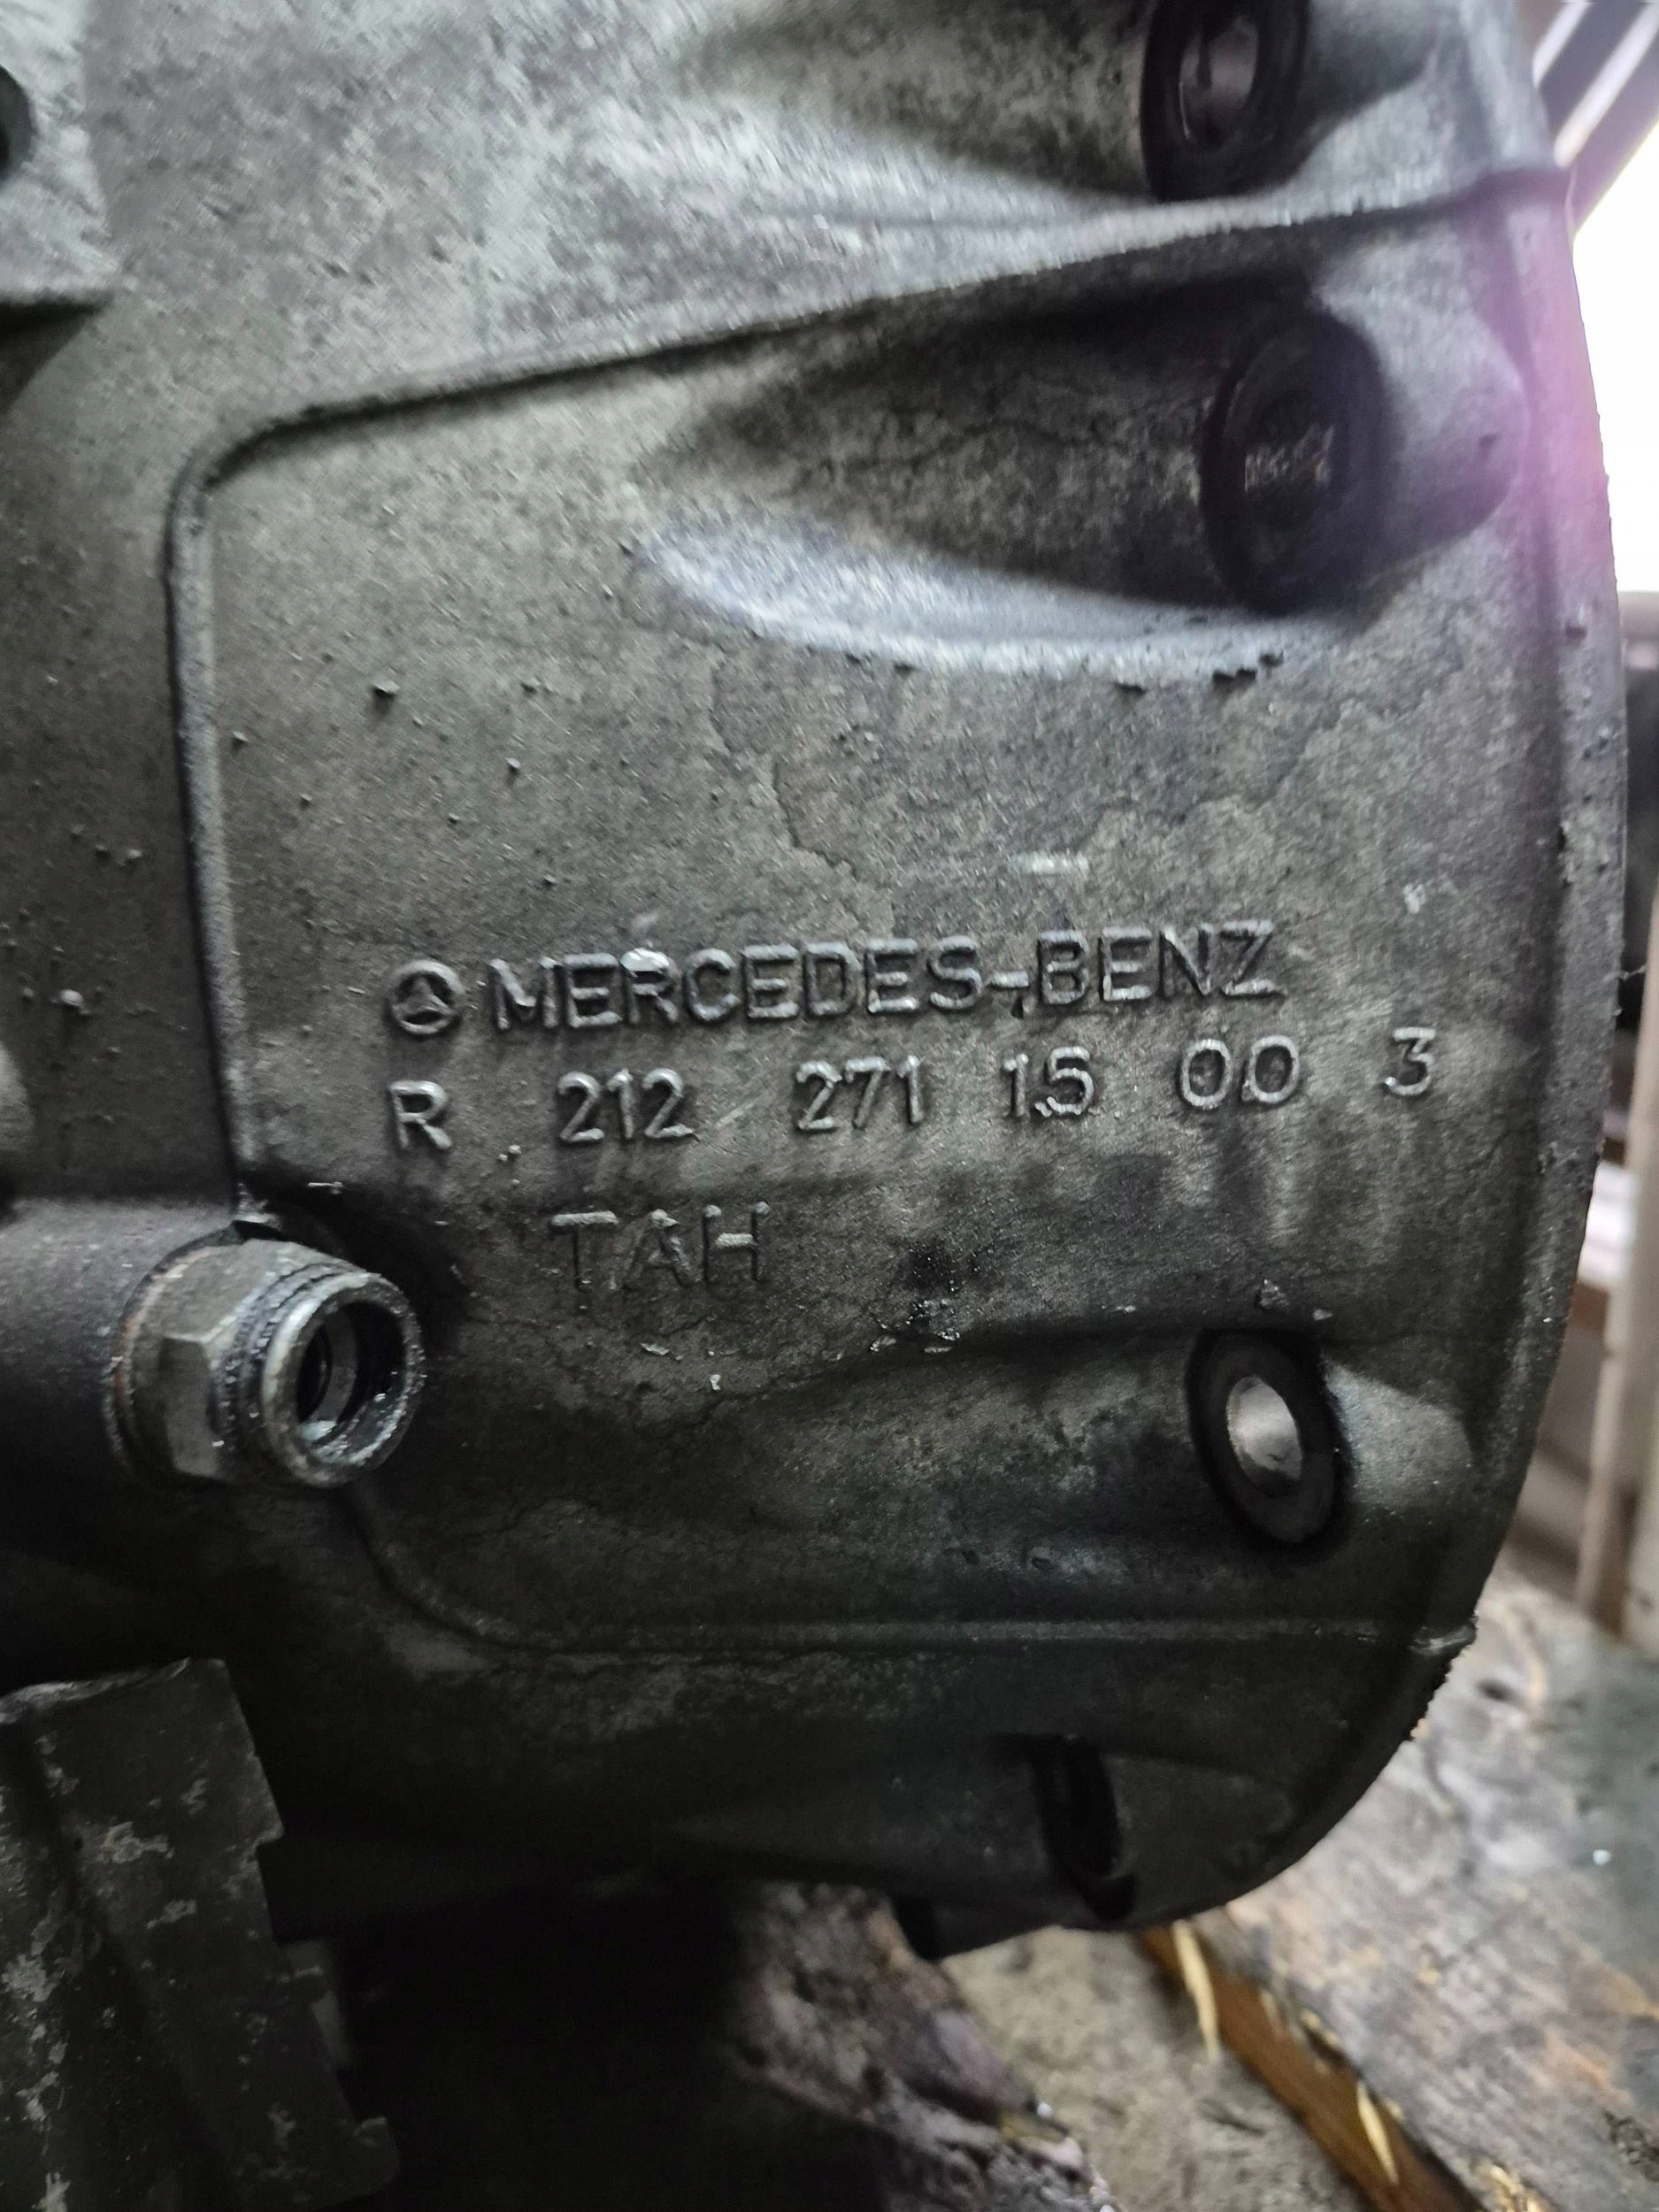 MERCEDES-BENZ
R 212 271 15 00 3
TAH